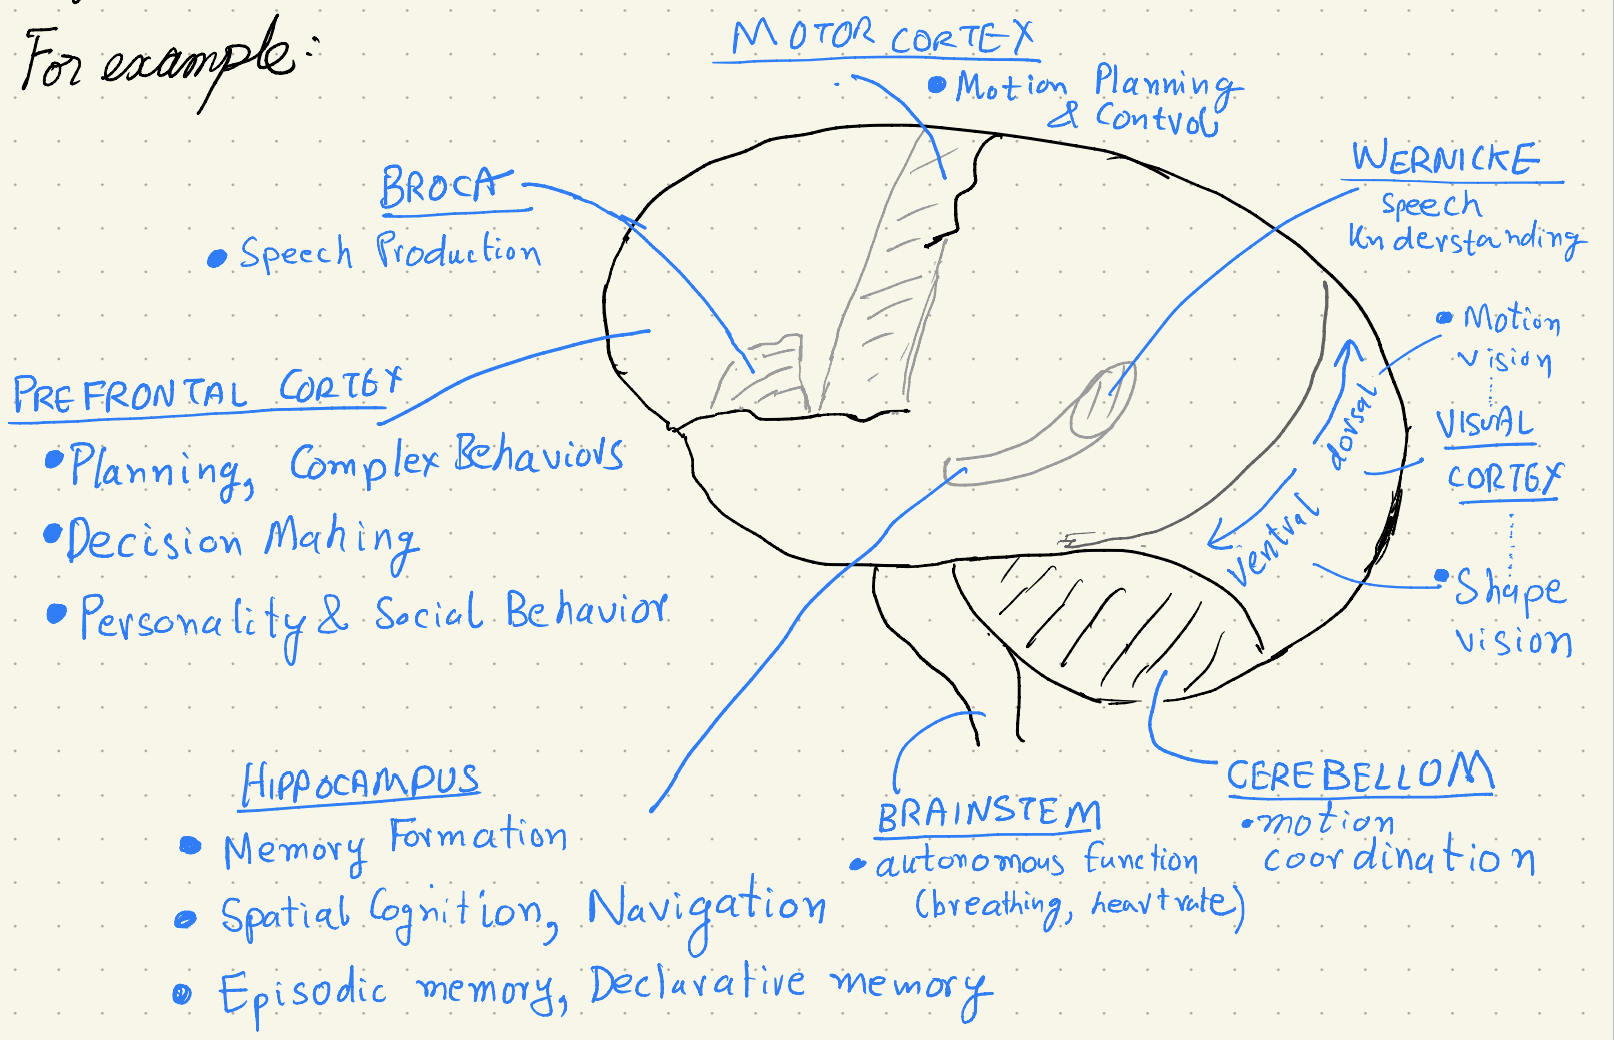 For example:
MOTOR CORTEX
• Motion Planning
& Control
BROCA
• Speech Production
WERNICKE
Speech
Understanding
PREFRONTAL CORTEX
• Planning, Complex Behaviors
• Decision Making
• Personality & Social Behavior
• Motion
vision
VISUAL
CORTEX
• Shape
vision
dorsal
ventral
HIPPOCAMPUS
• Memory Formation
• Spatial Cognition, Navigation
• Episodic memory, Declarative memory
BRAINSTEM
• autonomous function
(breathing, heartrate)
CEREBELLOM
• motion
coordination